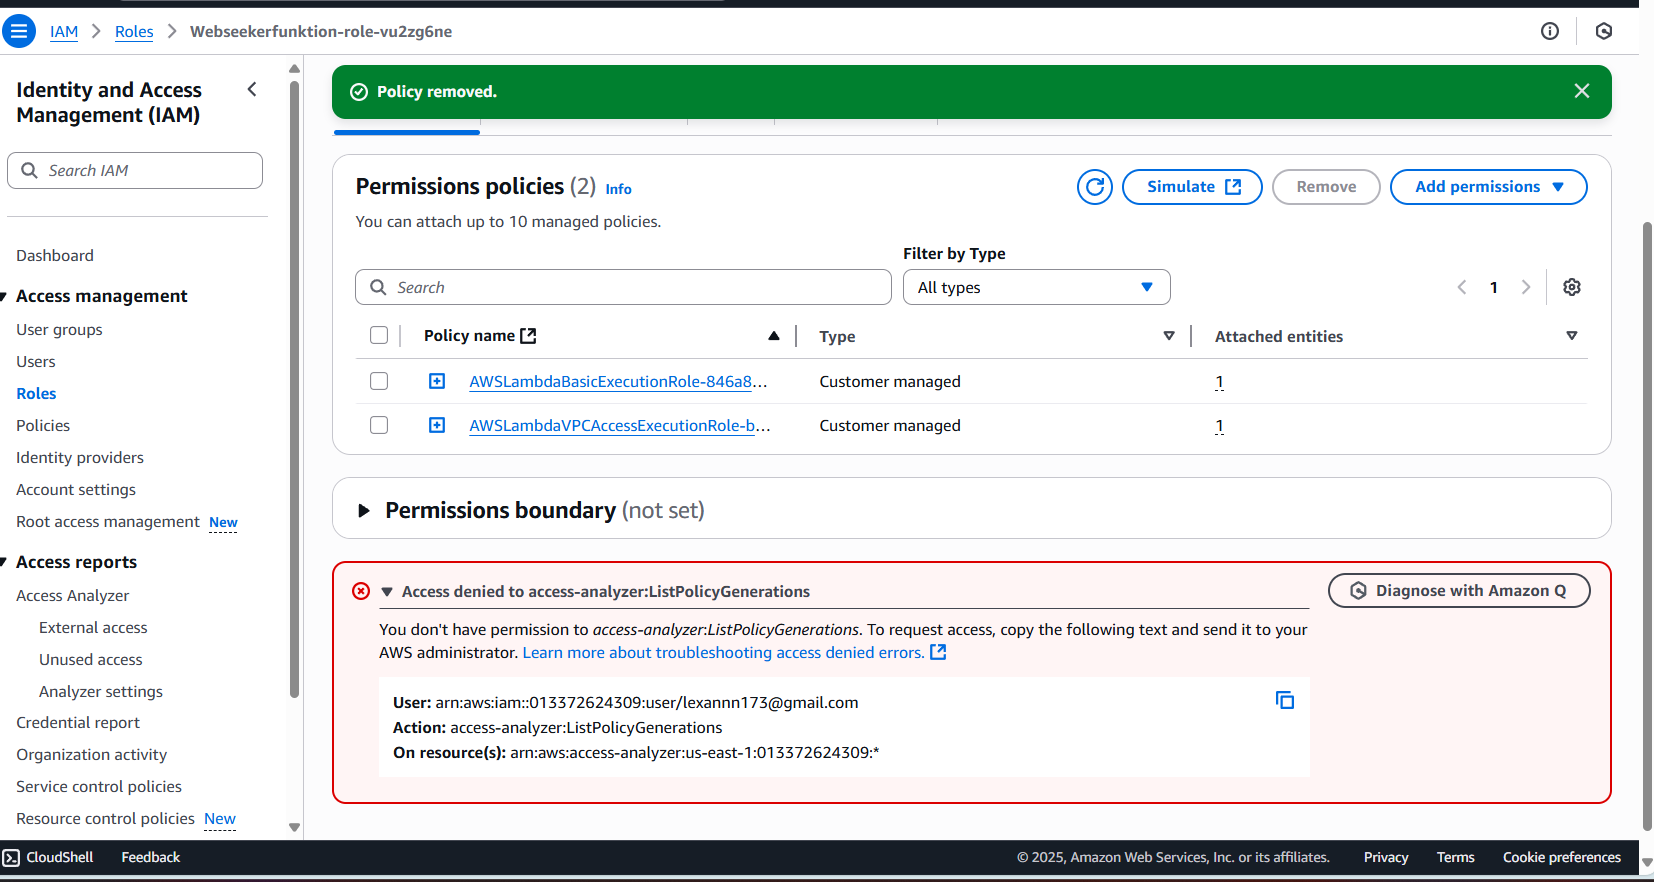 IAM > Roles > Webseekerfunktion-role-vu2zg6ne
Identity and Access
Management (IAM)
Search IAM
Dashboard
Access management
User groups
Users
Roles
Policies
Identity providers
Account settings
Root access management New
Access reports
Access Analyzer
External access
Unused access
Analyzer settings
Credential report
Organization activity
Service control policies
Resource control policies New
Policy removed.
Permissions policies (2) Info
Simulate
Remove
Add permissions
You can attach up to 10 managed policies.
Filter by Type
Search
All types
1
Policy name Type Attached entities
AWSLambdaBasicExecutionRole-846a8... Customer managed 1
AWSLambdaVPCAccessExecutionRole-b... Customer managed 1
Permissions boundary (not set)
Access denied to access-analyzer:ListPolicyGenerations
Diagnose with Amazon Q
You don't have permission to access-analyzer:ListPolicyGenerations. To request access, copy the following text and send it to your
AWS administrator. Learn more about troubleshooting access denied errors.
User: arn:aws:iam::013372624309:user/lexannn173@gmail.com
Action: access-analyzer:ListPolicyGenerations
On resource(s): arn:aws:access-analyzer:us-east-1:013372624309:*
CloudShell Feedback © 2025, Amazon Web Services, Inc. or its affiliates. Privacy Terms Cookie preferences